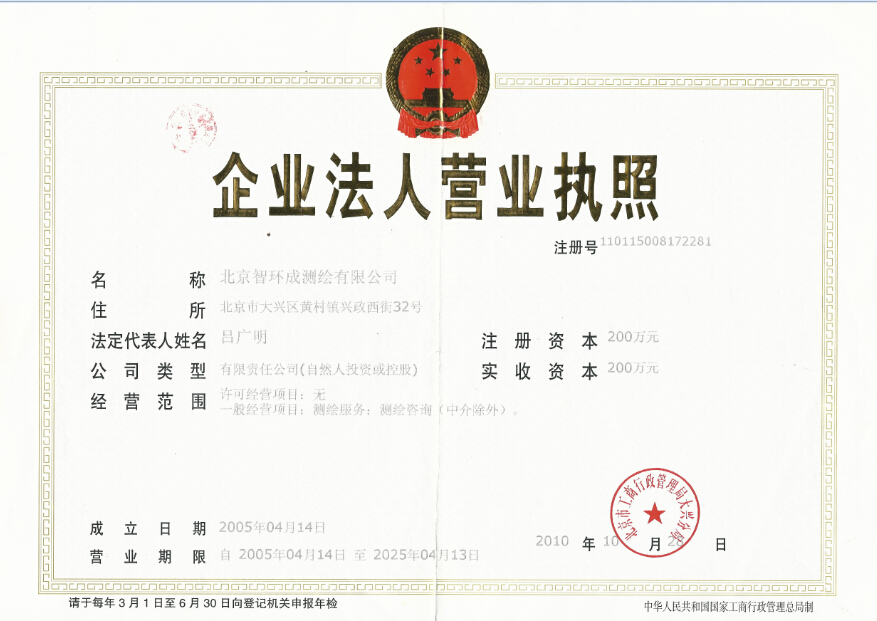 企业法人营业执照
注册号 110115008172281
名称 北京智环成测绘有限公司
住所 北京市大兴区黄村镇兴政西街32号
法定代表人姓名 吕广明
注册资本 200万元
公司类型 有限责任公司(自然人投资或控股)
实收资本 200万元
经营范围 许可经营项目：无
一般经营项目：测绘服务；测绘咨询（中介除外）。
北京市工商行政管理局大兴分局
成立日期 2005年04月14日
营业期限 自 2005年04月14日 至 2025年04月13日
2010 年 10 月 28 日
请于每年3月1日至6月30日向登记机关申报年检
中华人民共和国国家工商行政管理总局制